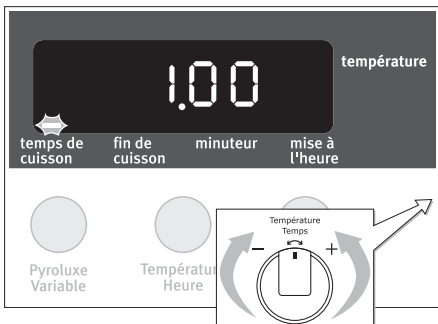 1.00
température
temps de
cuisson
fin de
cuisson
minuteur
mise à
l'heure
Pyroluxe
Variable
Températur
Heure
Température
Temps
- +